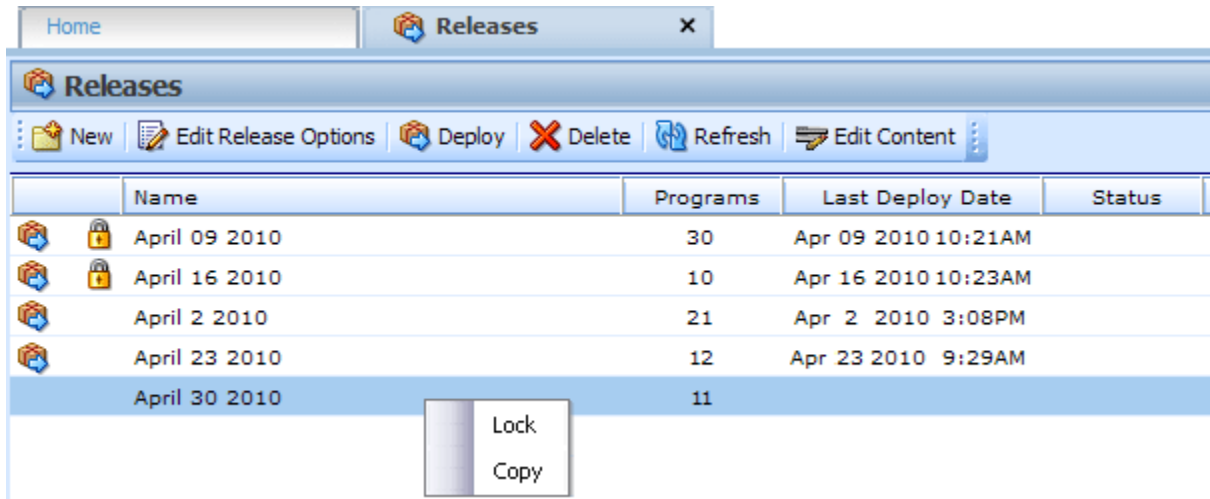 Home Releases x
Releases
New Edit Release Options Deploy Delete Refresh Edit Content
Name Programs Last Deploy Date Status
April 09 2010 30 Apr 09 2010 10:21AM
April 16 2010 10 Apr 16 2010 10:23AM
April 2 2010 21 Apr 2 2010 3:08PM
April 23 2010 12 Apr 23 2010 9:29AM
April 30 2010 11
Lock
Copy